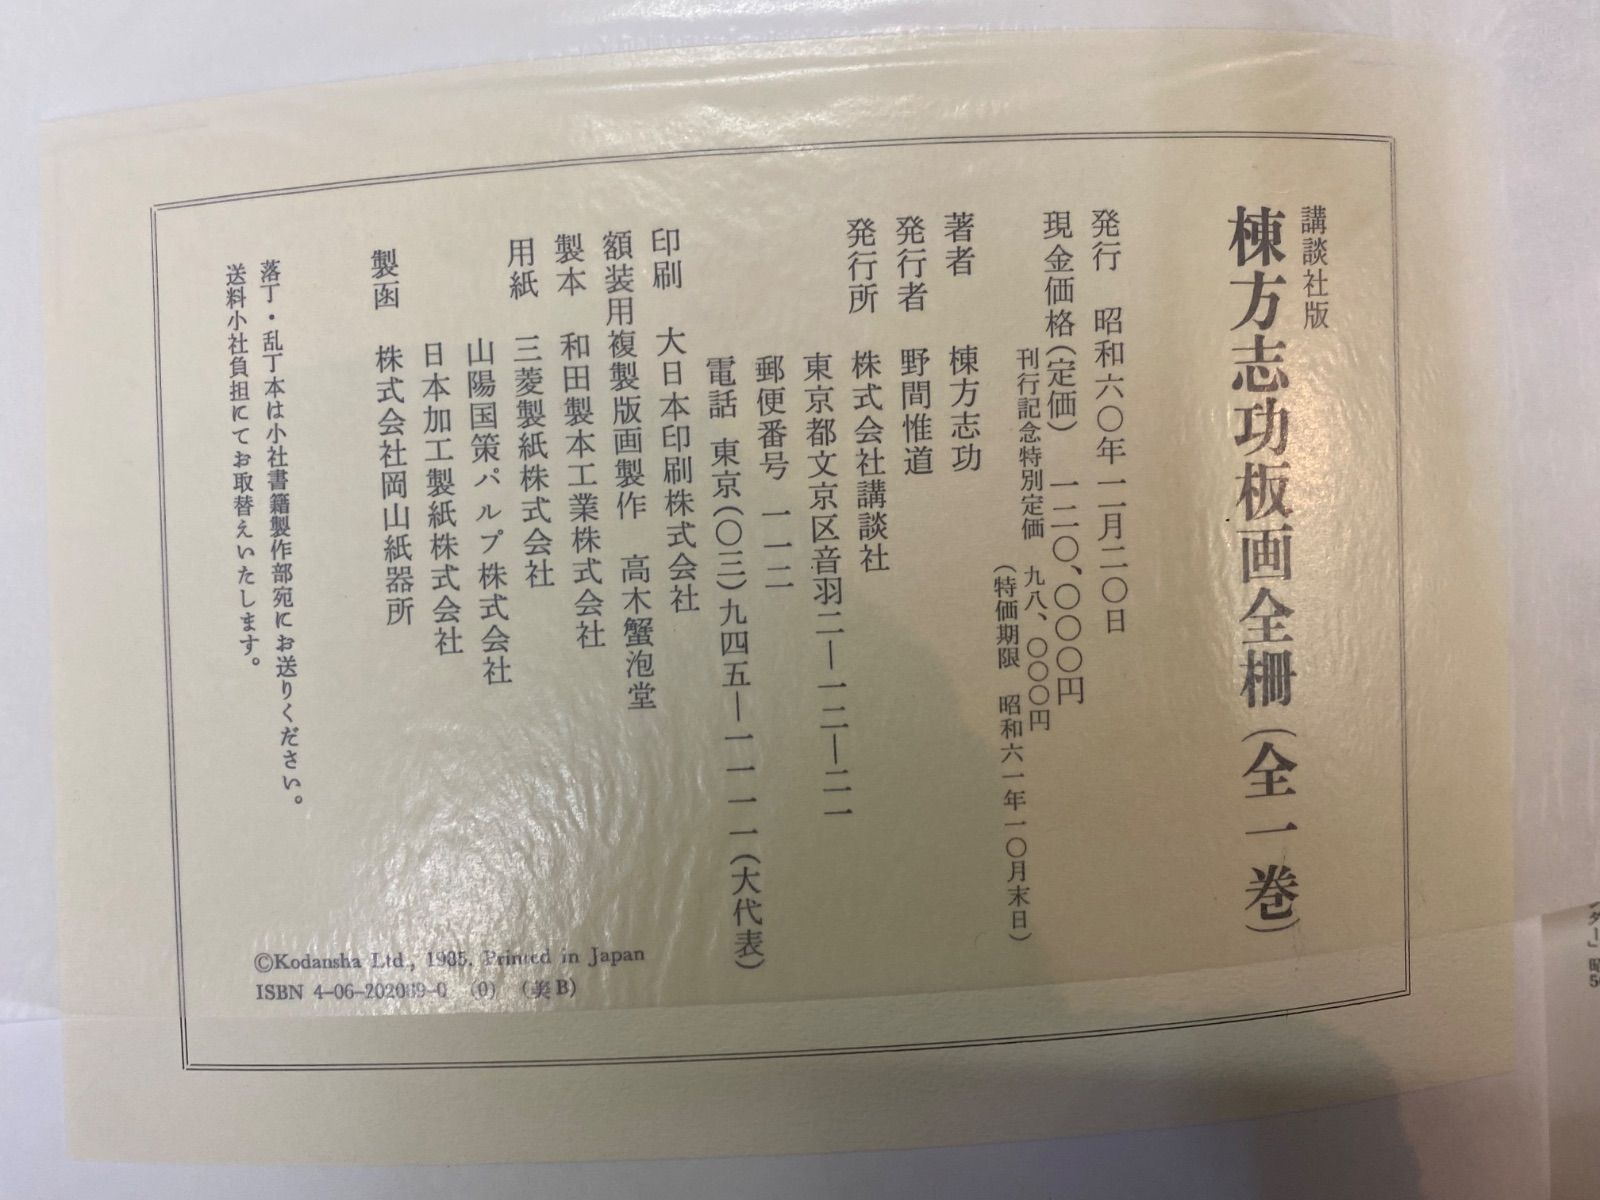 講談社版
棟方志功板画全柵(全一巻)
発行 昭和六〇年一一月二〇日
現金価格(定価) 一二〇、〇〇〇円
刊行記念特別定価 九八、〇〇〇円
(特価期限 昭和六一年一〇月末日)
著者 棟方志功
発行者 野間惟道
発行所 株式会社講談社
東京都文京区音羽二―一二―二一
郵便番号 一一二
電話 東京(〇三)九四五―一一一一(大代表)
印刷 大日本印刷株式会社
額装用複製版画製作 高木蟹泡堂
製本 和田製本工業株式会社
用紙 三菱製紙株式会社
山陽国策パルプ株式会社
日本加工製紙株式会社
製函 株式会社岡山紙器所
落丁・乱丁本は小社書籍製作部宛にお送りください。
送料小社負担にてお取替えいたします。
©Kodansha Ltd., 1985. Printed in Japan
ISBN 4-06-202089-0 (0) (美B)